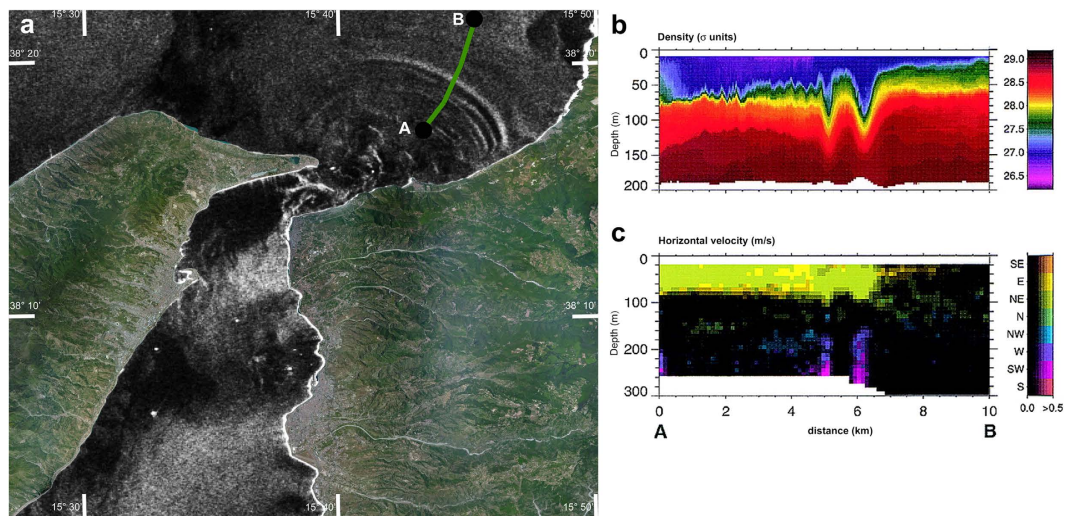 a
15° 30'
15° 40'
15° 50'
38° 20'
38° 20'
B
A
38° 10'
38° 10'
15° 30'
15° 40'
15° 50'
b
Density (σ units)
0
50
100
150
200
Depth (m)
29.0
28.5
28.0
27.5
27.0
26.5
c
Horizontal velocity (m/s)
0
100
200
300
Depth (m)
0 2 4 6 8 10
A distance (km) B
SE
E
NE
N
NW
W
SW
S
0.0 >0.5